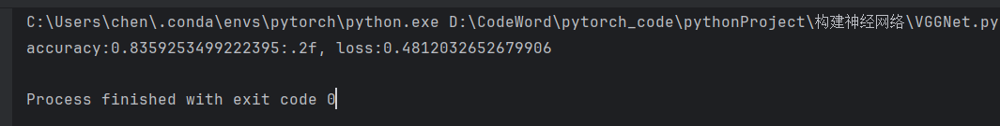 C:\Users\chen\.conda\envs\pytorch\python.exe D:\CodeWord\pytorch_code\pythonProject\构建神经网络\VGGNet.py
accuracy:0.8359253499222395:.2f, loss:0.4812032652679906
Process finished with exit code 0